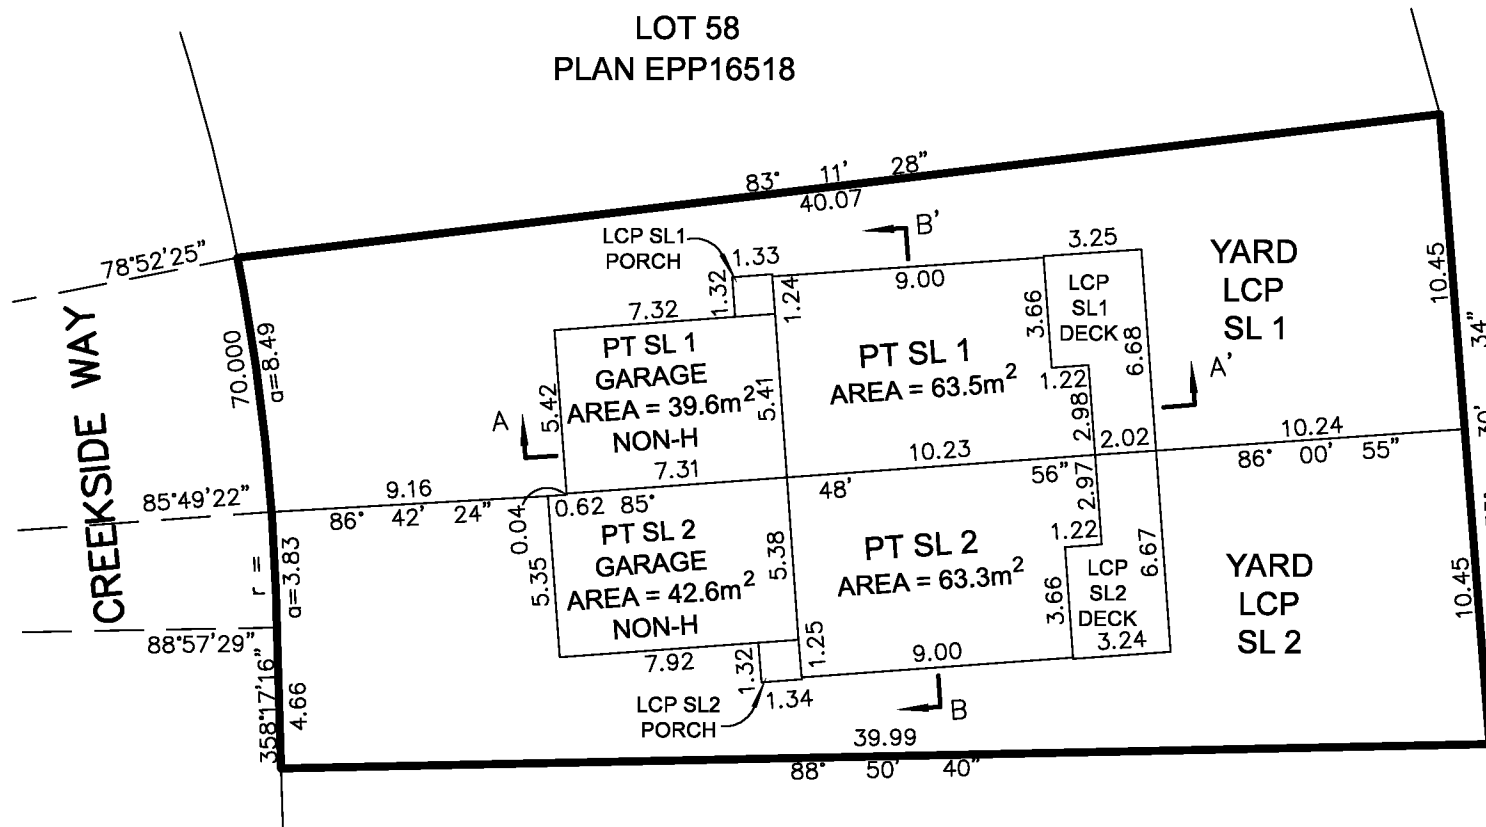 LOT 58
PLAN EPP16518
83° 11' 28"
40.07
78°52'25"
LCP SL1
PORCH
1.33
1.32
1.24
B'
9.00
3.25
YARD
LCP
SL 1
10.45
34"
30'
CREEKSIDE WAY
70.000
a=8.49
7.32
PT SL 1
GARAGE
AREA = 39.6m²
NON-H
5.42
5.41
7.31
A
PT SL 1
AREA = 63.5m²
3.66
LCP
SL1
DECK
6.68
1.22
2.98
A'
2.02
10.23
10.24
86° 00' 55"
85°49'22"
9.16
86° 42' 24"
0.04
0.62
85°
48'
56"
r =
a=3.83
5.35
PT SL 2
GARAGE
AREA = 42.6m²
NON-H
5.38
PT SL 2
AREA = 63.3m²
2.97
1.22
3.66
LCP
SL2
DECK
6.67
3.24
YARD
LCP
SL 2
10.45
88°57'29"
358°17'16"
4.66
7.92
1.32
1.25
1.34
9.00
B
LCP SL2
PORCH
39.99
88° 50' 40"